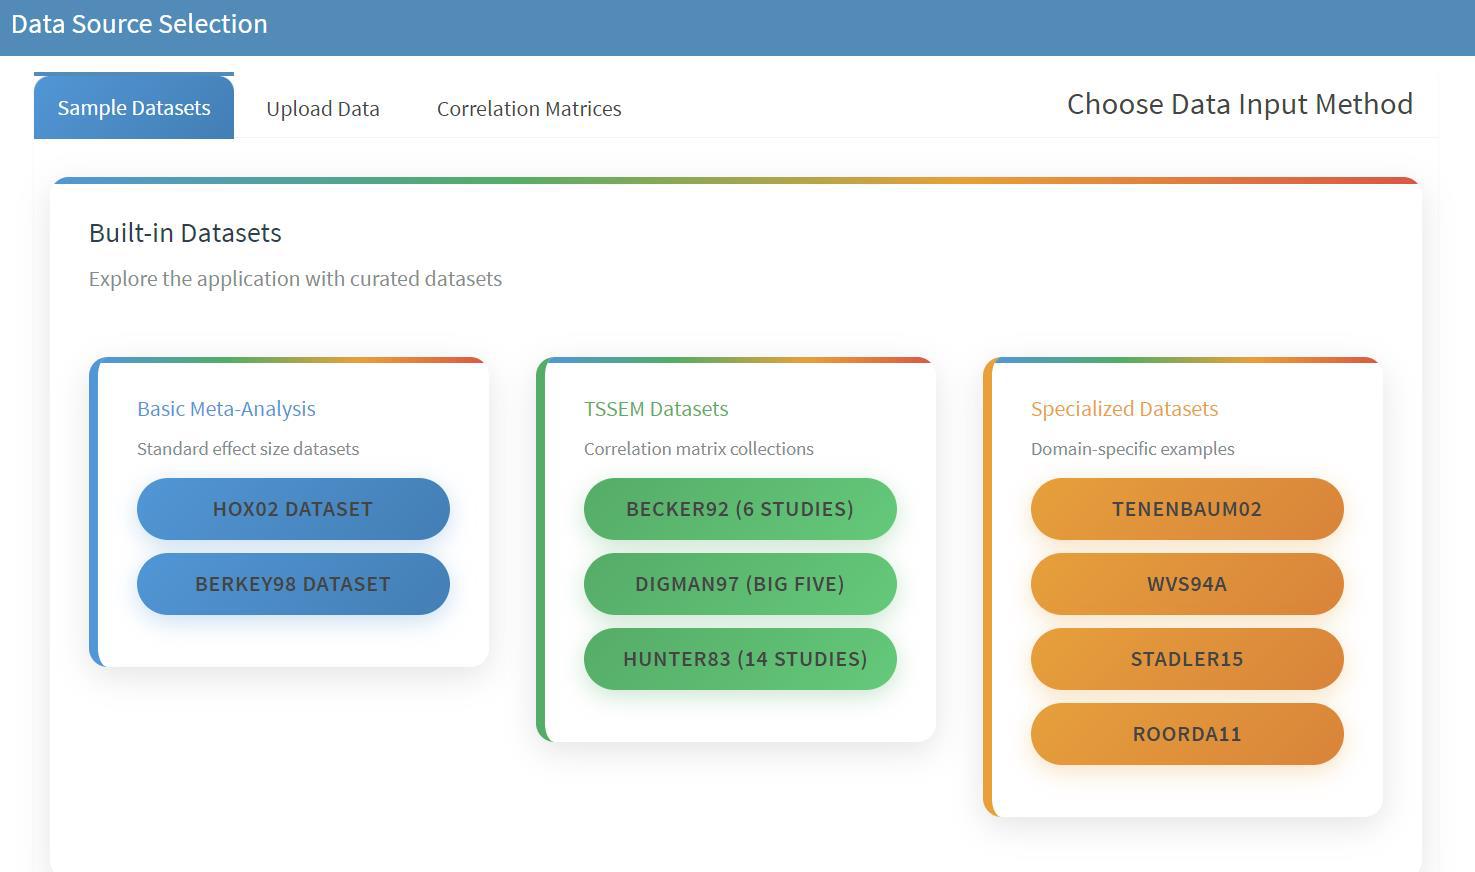 Data Source Selection
Sample Datasets
Upload Data
Correlation Matrices
Choose Data Input Method
Built-in Datasets
Explore the application with curated datasets
Basic Meta-Analysis
Standard effect size datasets
HOX02 DATASET
BERKEY98 DATASET
TSSEM Datasets
Correlation matrix collections
BECKER92 (6 STUDIES)
DIGMAN97 (BIG FIVE)
HUNTER83 (14 STUDIES)
Specialized Datasets
Domain-specific examples
TENENBAUM02
WVS94A
STADLER15
ROORDA11